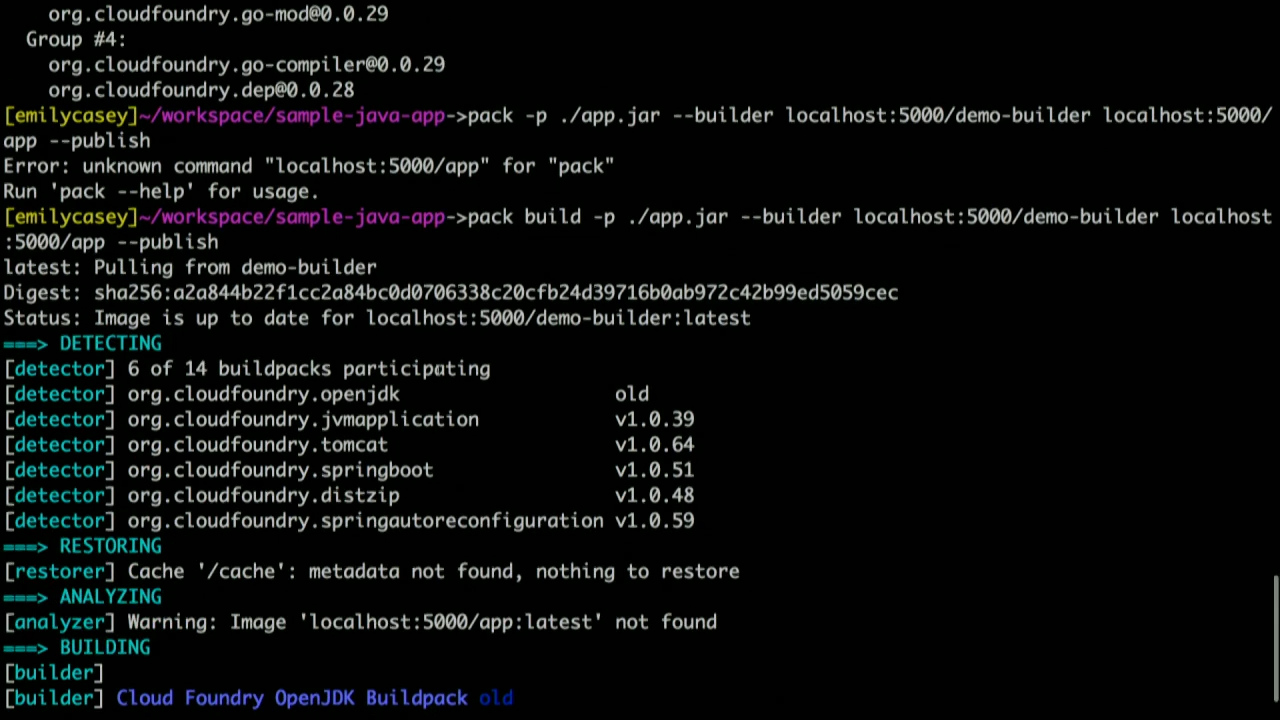 org.cloudfoundry.go-mod@0.0.29
Group #4:
org.cloudfoundry.go-compiler@0.0.29
org.cloudfoundry.dep@0.0.28
[emilycasey]~/workspace/sample-java-app->pack -p ./app.jar --builder localhost:5000/demo-builder localhost:5000/
app --publish
Error: unknown command "localhost:5000/app" for "pack"
Run 'pack --help' for usage.
[emilycasey]~/workspace/sample-java-app->pack build -p ./app.jar --builder localhost:5000/demo-builder localhost
:5000/app --publish
latest: Pulling from demo-builder
Digest: sha256:a2a844b22f1cc2a84bc0d0706338c20cfb24d39716b0ab972c42b99ed5059cec
Status: Image is up to date for localhost:5000/demo-builder:latest
===> DETECTING
[detector] 6 of 14 buildpacks participating
[detector] org.cloudfoundry.openjdk old
[detector] org.cloudfoundry.jvmapplication v1.0.39
[detector] org.cloudfoundry.tomcat v1.0.64
[detector] org.cloudfoundry.springboot v1.0.51
[detector] org.cloudfoundry.distzip v1.0.48
[detector] org.cloudfoundry.springautoreconfiguration v1.0.59
===> RESTORING
[restorer] Cache '/cache': metadata not found, nothing to restore
===> ANALYZING
[analyzer] Warning: Image 'localhost:5000/app:latest' not found
===> BUILDING
[builder]
[builder] Cloud Foundry OpenJDK Buildpack old